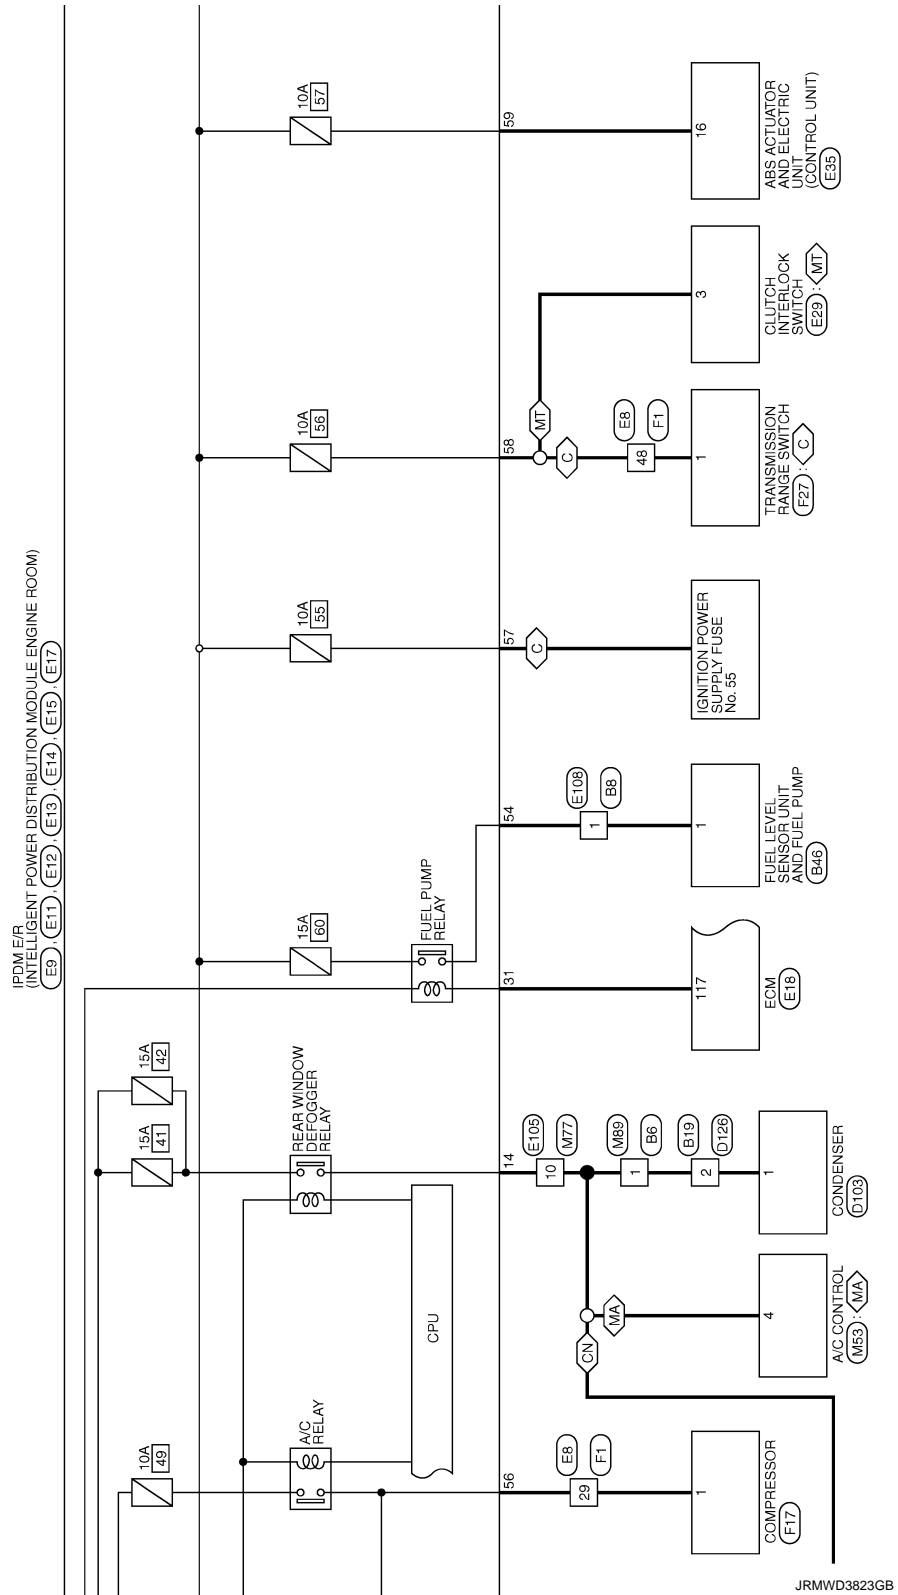 IPDM E/R
(INTELLIGENT POWER DISTRIBUTION MODULE ENGINE ROOM)
E9 , E11 , E12 , E13 , E14 , E15 , E17
10A
49
15A
41
15A
42
15A
60
10A
55
10A
56
10A
57
A/C
RELAY
REAR WINDOW
DEFOGGER
RELAY
FUEL PUMP
RELAY
CPU
56
14
31
54
57
58
59
E8
29
F1
E105
10
M77
M89
1
B6
B19
2
D126
CN
MA
E108
1
B8
C
MT
C
E8
48
F1
1
COMPRESSOR
F17
4
A/C CONTROL
M53 : MA
1
CONDENSER
D103
117
ECM
E18
1
FUEL LEVEL
SENSOR UNIT
AND FUEL PUMP
B46
IGNITION POWER
SUPPLY FUSE
No. 55
1
TRANSMISSION
RANGE SWITCH
F27 : C
3
CLUTCH
INTERLOCK
SWITCH
E29 : MT
16
ABS ACTUATOR
AND ELECTRIC
UNIT
(CONTROL UNIT)
E35
JRMWD3823GB